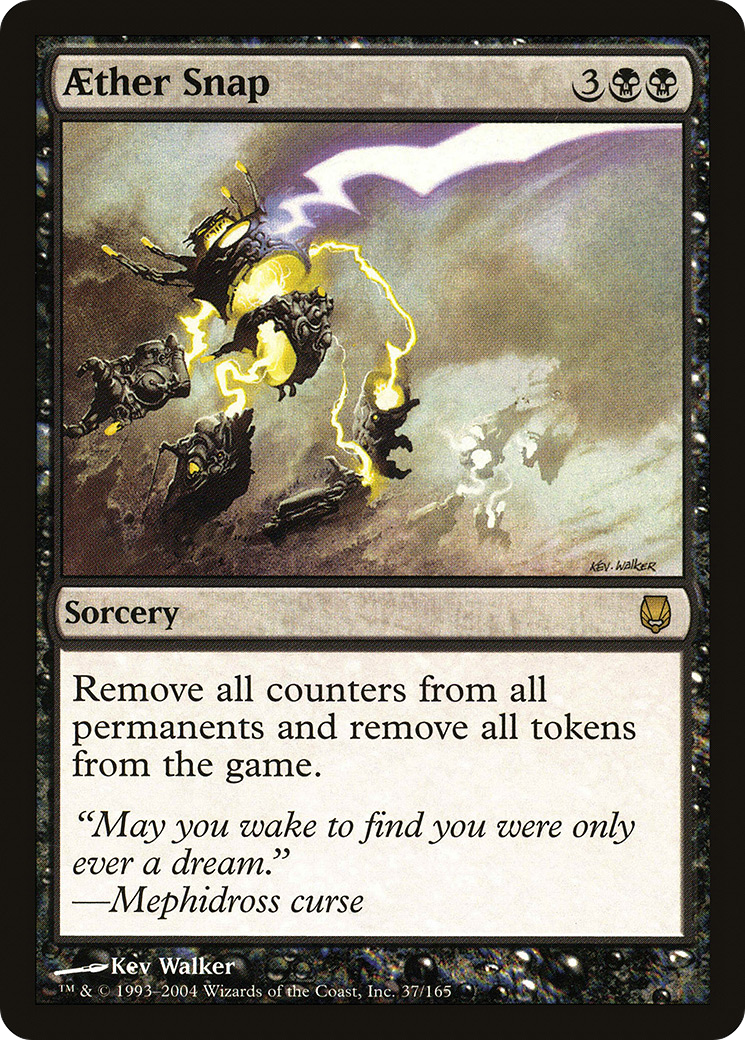 Æther Snap 3
KEV. WALKER
Sorcery
Remove all counters from all
permanents and remove all tokens
from the game.
“May you wake to find you were only
ever a dream.”
—Mephidross curse
Kev Walker
™ & © 1993–2004 Wizards of the Coast, Inc. 37/165